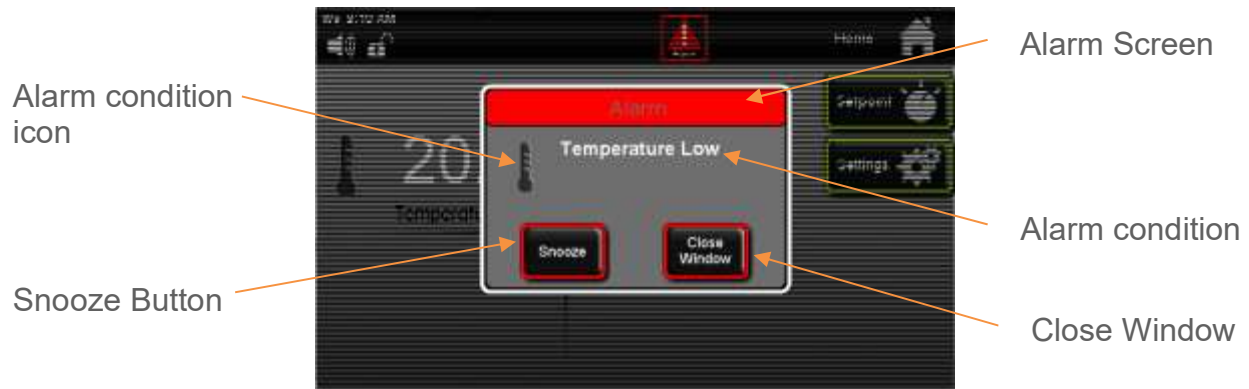 Home
Alarm Screen
Alarm condition
icon
Setpoint
Alarm
Temperature Low
20
Settings
Alarm condition
Snooze
Close
Window
Snooze Button
Close Window